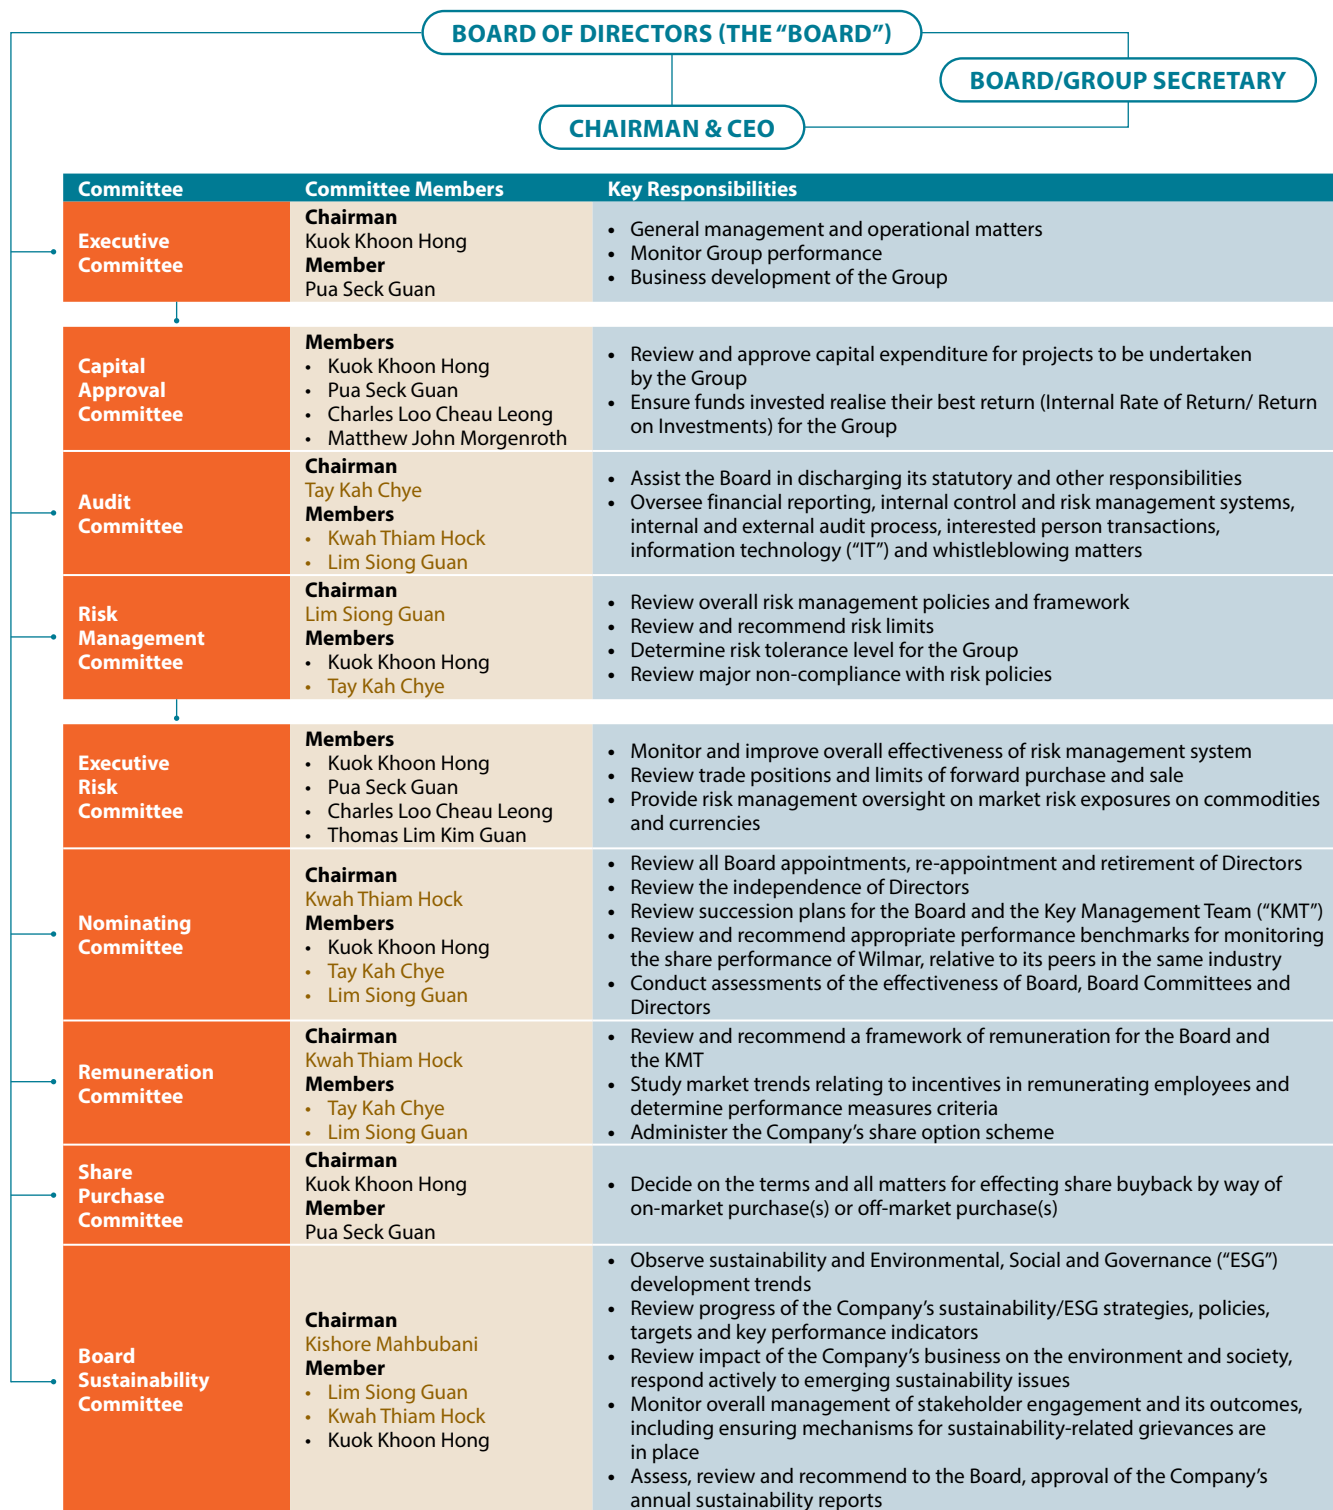 BOARD OF DIRECTORS (THE “BOARD”)
BOARD/GROUP SECRETARY
CHAIRMAN & CEO
Committee
Committee Members
Key Responsibilities
Executive
Committee
Chairman
Kuok Khoon Hong
Member
Pua Seck Guan
• General management and operational matters
• Monitor Group performance
• Business development of the Group
Capital
Approval
Committee
Members
• Kuok Khoon Hong
• Pua Seck Guan
• Charles Loo Cheau Leong
• Matthew John Morgenroth
• Review and approve capital expenditure for projects to be undertaken
by the Group
• Ensure funds invested realise their best return (Internal Rate of Return/ Return
on Investments) for the Group
Audit
Committee
Chairman
Tay Kah Chye
Members
• Kwah Thiam Hock
• Lim Siong Guan
• Assist the Board in discharging its statutory and other responsibilities
• Oversee financial reporting, internal control and risk management systems,
internal and external audit process, interested person transactions,
information technology (“IT”) and whistleblowing matters
Risk
Management
Committee
Chairman
Lim Siong Guan
Members
• Kuok Khoon Hong
• Tay Kah Chye
• Review overall risk management policies and framework
• Review and recommend risk limits
• Determine risk tolerance level for the Group
• Review major non-compliance with risk policies
Executive
Risk
Committee
Members
• Kuok Khoon Hong
• Pua Seck Guan
• Charles Loo Cheau Leong
• Thomas Lim Kim Guan
• Monitor and improve overall effectiveness of risk management system
• Review trade positions and limits of forward purchase and sale
• Provide risk management oversight on market risk exposures on commodities
and currencies
Nominating
Committee
Chairman
Kwah Thiam Hock
Members
• Kuok Khoon Hong
• Tay Kah Chye
• Lim Siong Guan
• Review all Board appointments, re-appointment and retirement of Directors
• Review the independence of Directors
• Review succession plans for the Board and the Key Management Team (“KMT”)
• Review and recommend appropriate performance benchmarks for monitoring
the share performance of Wilmar, relative to its peers in the same industry
• Conduct assessments of the effectiveness of Board, Board Committees and
Directors
Remuneration
Committee
Chairman
Kwah Thiam Hock
Members
• Tay Kah Chye
• Lim Siong Guan
• Review and recommend a framework of remuneration for the Board and
the KMT
• Study market trends relating to incentives in remunerating employees and
determine performance measures criteria
• Administer the Company’s share option scheme
Share
Purchase
Committee
Chairman
Kuok Khoon Hong
Member
Pua Seck Guan
• Decide on the terms and all matters for effecting share buyback by way of
on-market purchase(s) or off-market purchase(s)
Board
Sustainability
Committee
Chairman
Kishore Mahbubani
Member
• Lim Siong Guan
• Kwah Thiam Hock
• Kuok Khoon Hong
• Observe sustainability and Environmental, Social and Governance (“ESG”)
development trends
• Review progress of the Company’s sustainability/ESG strategies, policies,
targets and key performance indicators
• Review impact of the Company’s business on the environment and society,
respond actively to emerging sustainability issues
• Monitor overall management of stakeholder engagement and its outcomes,
including ensuring mechanisms for sustainability-related grievances are
in place
• Assess, review and recommend to the Board, approval of the Company’s
annual sustainability reports